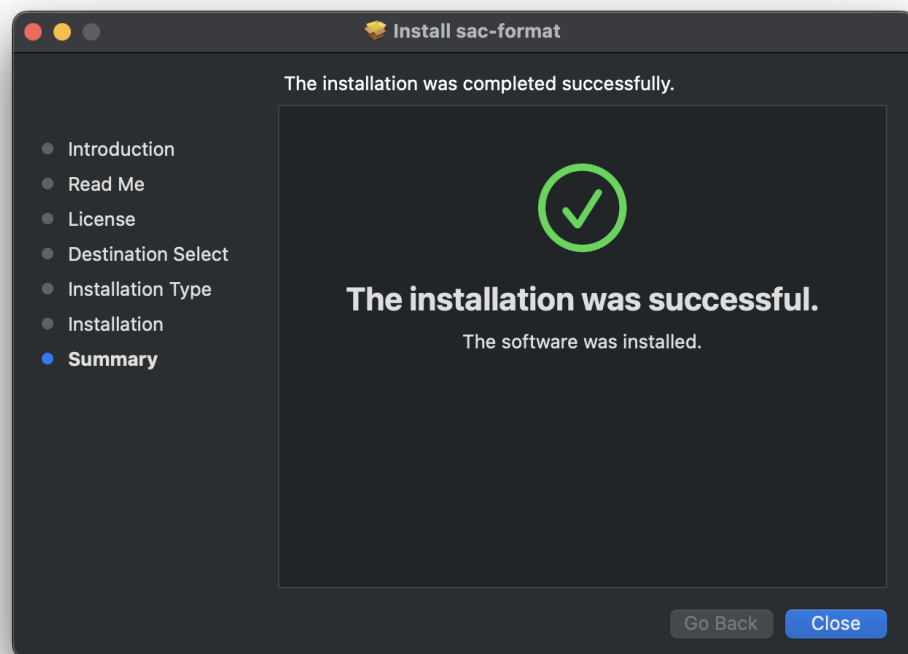 Install sac-format
The installation was completed successfully.
Introduction
Read Me
License
Destination Select
Installation Type
Installation
Summary
The installation was successful.
The software was installed.
Go Back
Close